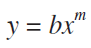 y = bx^m